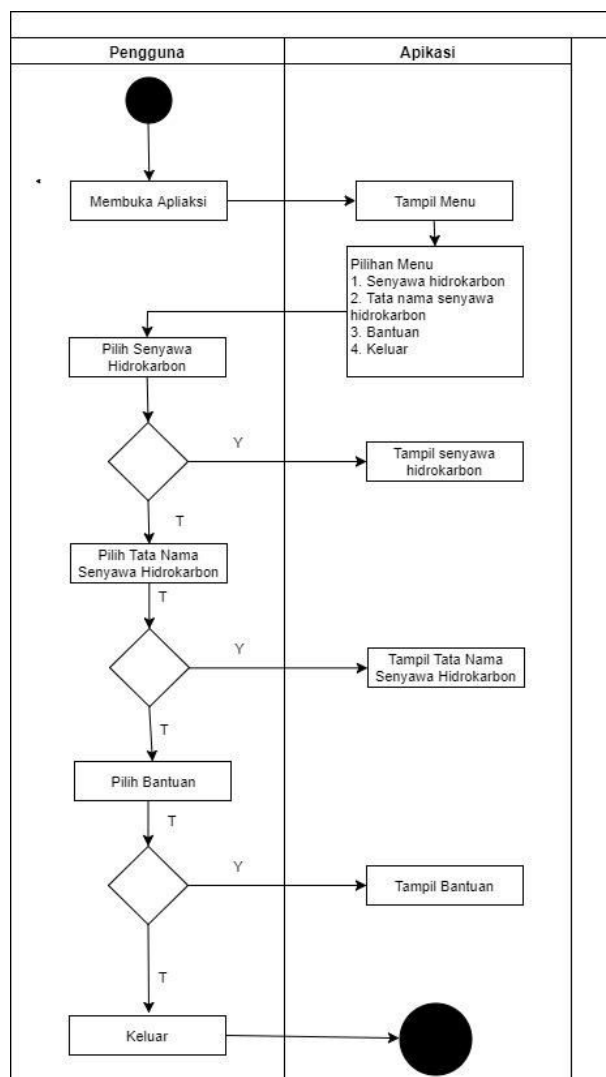 Pengguna
Apikasi
Membuka Apliaksi
Tampil Menu
Pilihan Menu
1. Senyawa hidrokarbon
2. Tata nama senyawa
hidrokarbon
3. Bantuan
4. Keluar
Pilih Senyawa
Hidrokarbon
Y
Tampil senyawa
hidrokarbon
T
Pilih Tata Nama
Senyawa Hidrokarbon
T
Y
Tampil Tata Nama
Senyawa Hidrokarbon
T
Pilih Bantuan
T
Y
Tampil Bantuan
T
Keluar